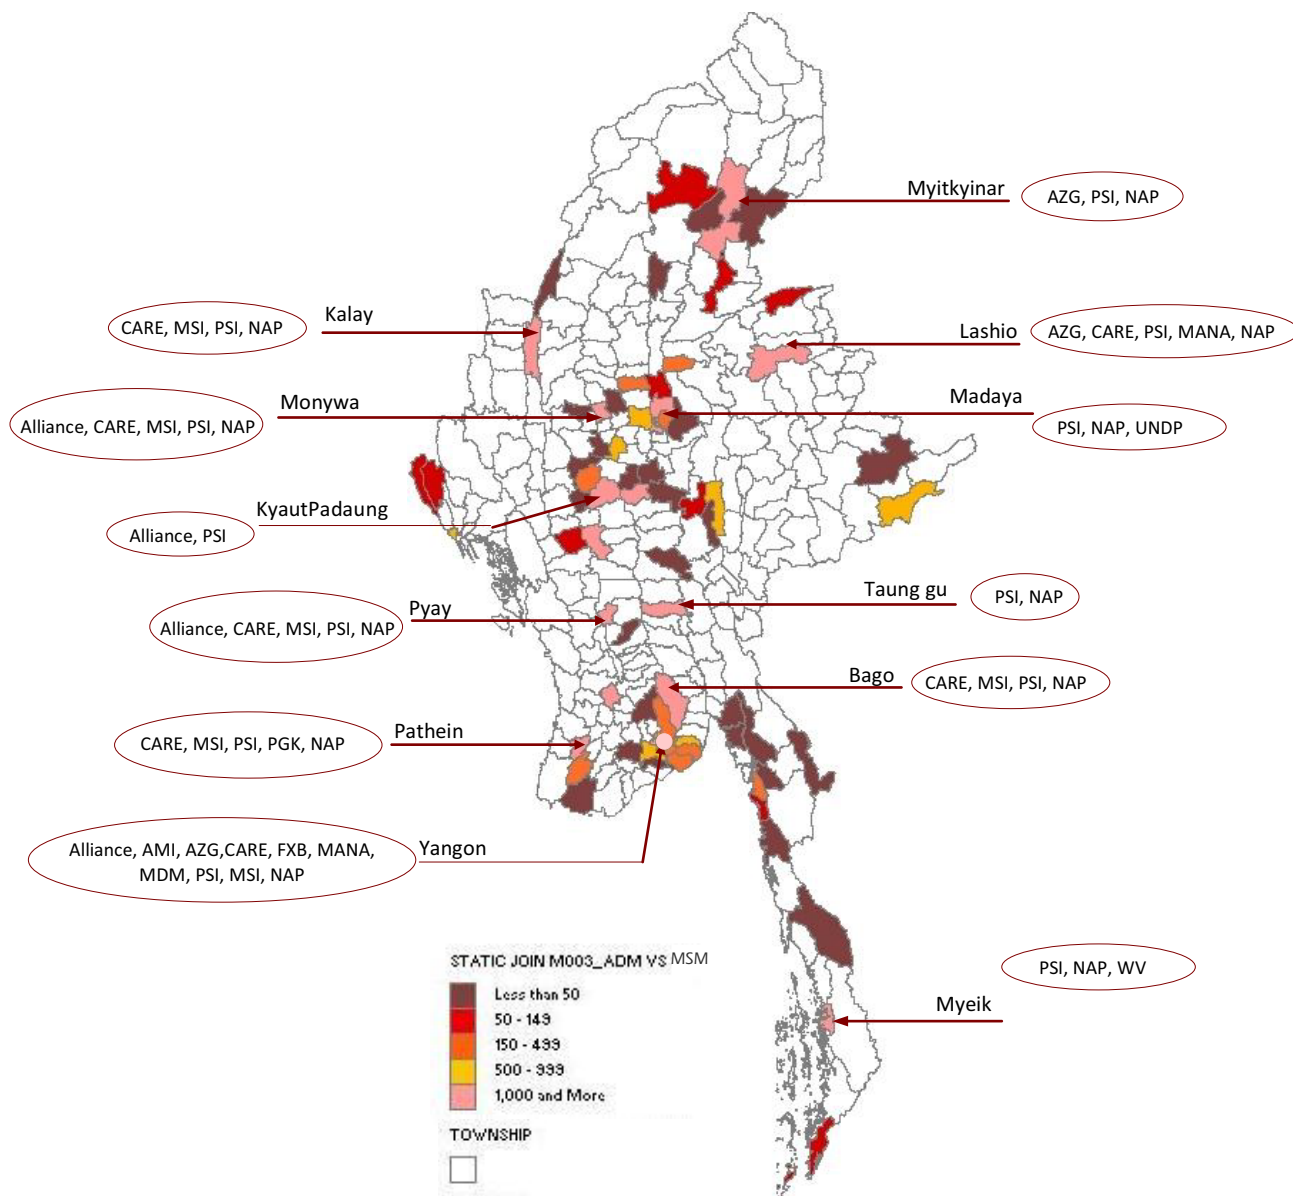 Myitkyinar
AZG, PSI, NAP
Kalay
CARE, MSI, PSI, NAP
Lashio
AZG, CARE, PSI, MANA, NAP
Monywa
Alliance, CARE, MSI, PSI, NAP
Madaya
PSI, NAP, UNDP
KyautPadaung
Alliance, PSI
Taung gu
PSI, NAP
Pyay
Alliance, CARE, MSI, PSI, NAP
Bago
CARE, MSI, PSI, NAP
Pathein
CARE, MSI, PSI, PGK, NAP
Yangon
Alliance, AMI, AZG,CARE, FXB, MANA,
MDM, PSI, MSI, NAP
PSI, NAP, WV
Myeik
STATIC JOIN M003_ADM VS MSM
Less than 50
50 - 149
150 - 499
500 - 999
1,000 and More
TOWNSHIP